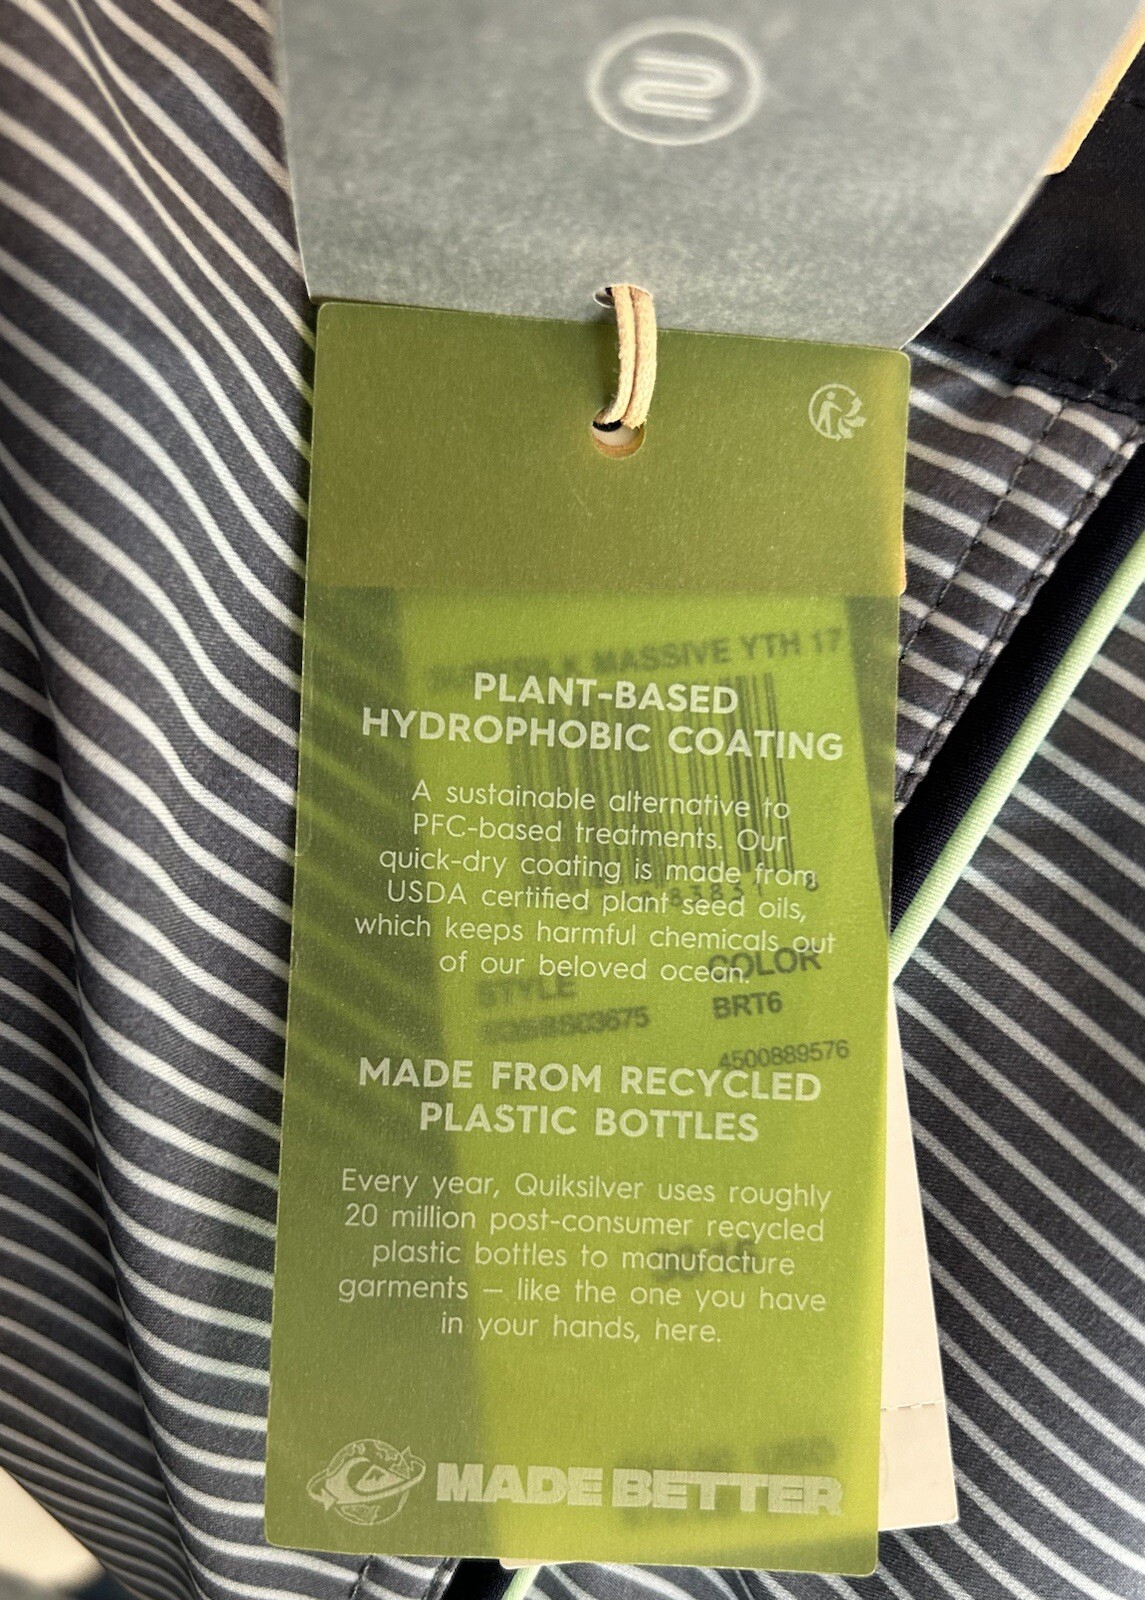 MASSIVE YTH 17
PLANT-BASED
HYDROPHOBIC COATING
A sustainable alternative to
PFC-based treatments. Our
quick-dry coating is made from
USDA certified plant seed oils,
which keeps harmful chemicals out
of our beloved ocean.
STYLE
COLOR
BRT6
4500889576
MADE FROM RECYCLED
PLASTIC BOTTLES
Every year, Quiksilver uses roughly
20 million post-consumer recycled
plastic bottles to manufacture
garments – like the one you have
in your hands, here.
MADE BETTER